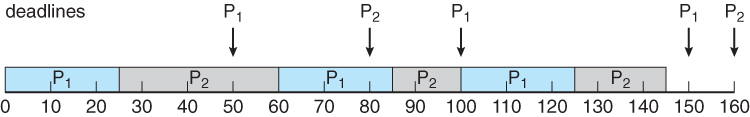 deadlines P₁ P₂ P₁ P₁ P₂
P₁ P₂ P₁ P₂ P₁ P₂
0 10 20 30 40 50 60 70 80 90 100 110 120 130 140 150 160